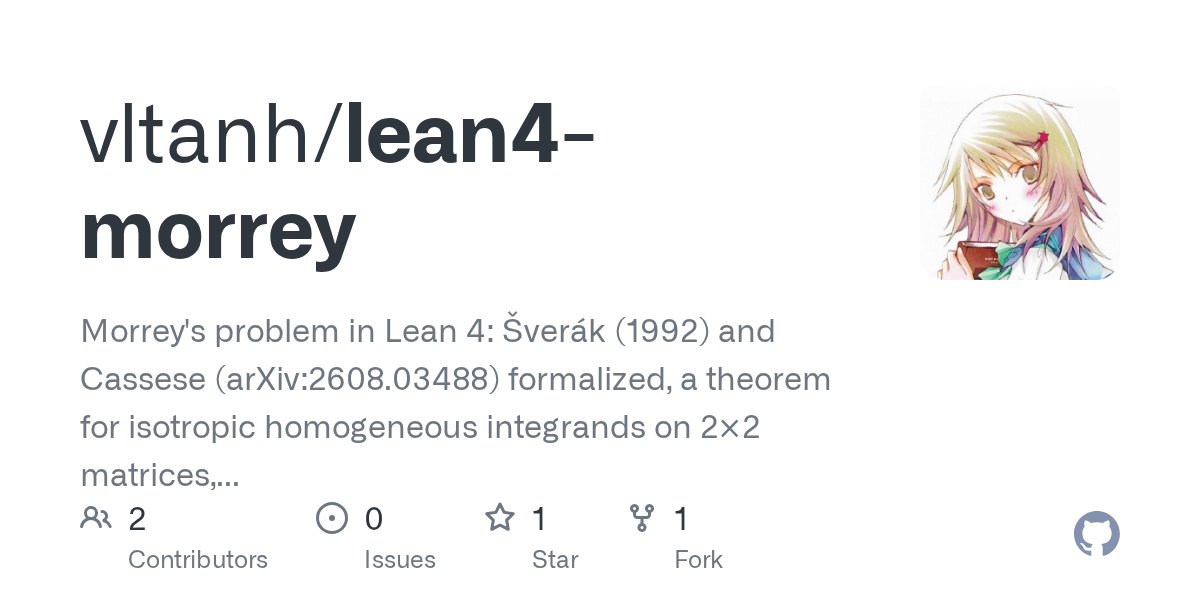 vltanh/lean4-
morrey
Morrey's problem in Lean 4: Šverák (1992) and
Cassese (arXiv:2608.03488) formalized, a theorem
for isotropic homogeneous integrands on 2×2
matrices,...
2 0 1 1
Contributors Issues Star Fork